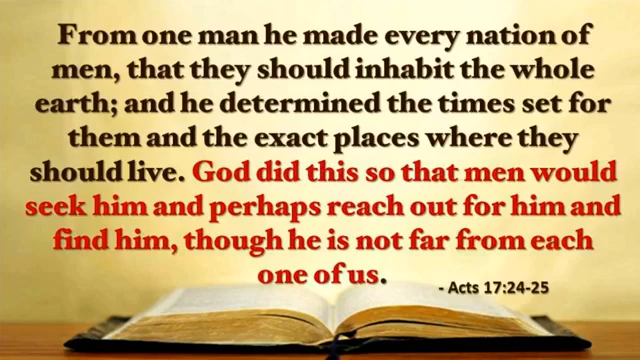 From one man he made every nation of
men, that they should inhabit the whole
earth; and he determined the times set for
them and the exact places where they
should live. God did this so that men would
seek him and perhaps reach out for him and
find him, though he is not far from each
one of us.
- Acts 17:24-25